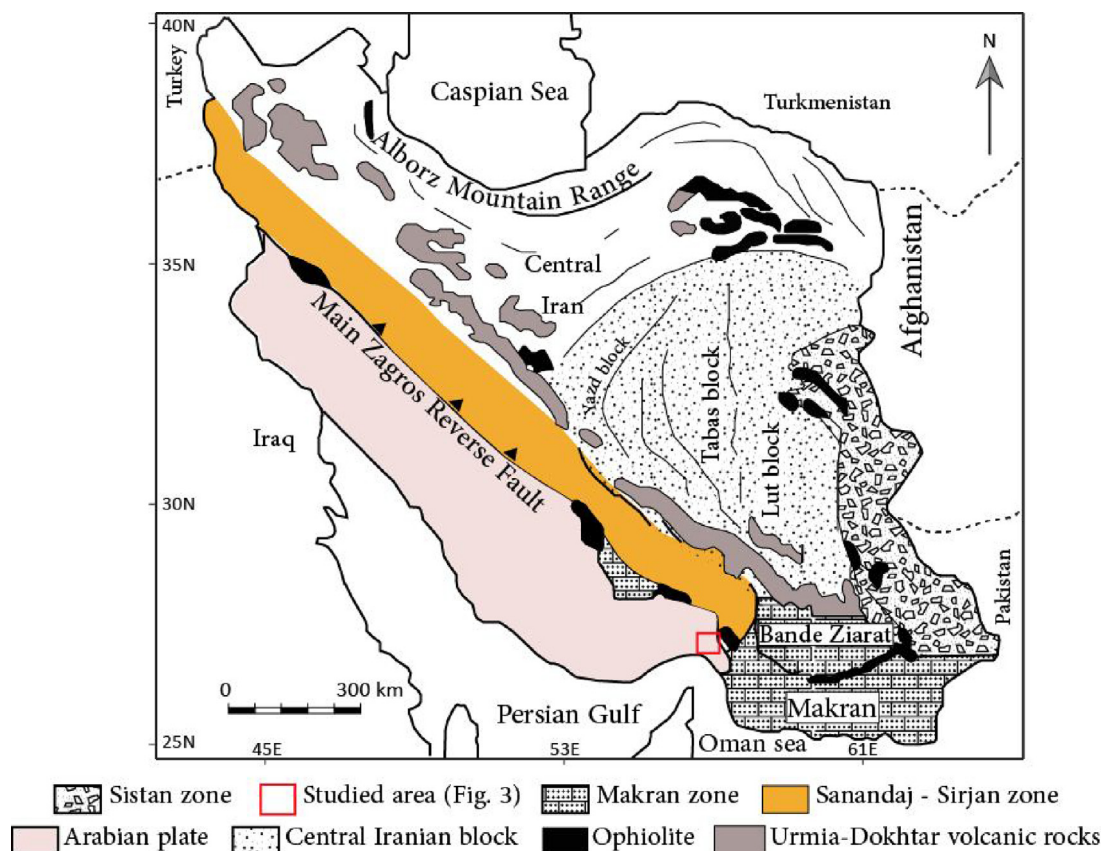 40N
Turkey
Caspian Sea
Turkmenistan
N
Alborz Mountain Range
35N
Central
Iran
Afghanistan
Main Zagros Reverse Fault
Yazd block
Tabas block
Lut block
Iraq
30N
Pakistan
Bande Ziarat
0 300 km
Persian Gulf
Makran
Oman sea
25N
45E 53E 61E
Sistan zone Studied area (Fig. 3) Makran zone Sanandaj - Sirjan zone
Arabian plate Central Iranian block Ophiolite Urmia-Dokhtar volcanic rocks